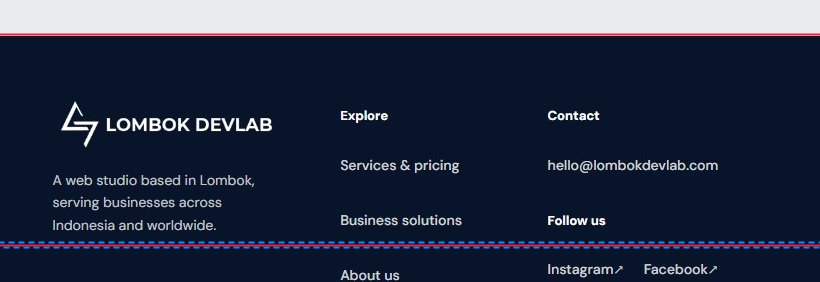 LOMBOK DEVLAB
A web studio based in Lombok,
serving businesses across
Indonesia and worldwide.
Explore
Services & pricing
Business solutions
About us
Contact
hello@lombokdevlab.com
Follow us
Instagram↗ Facebook↗